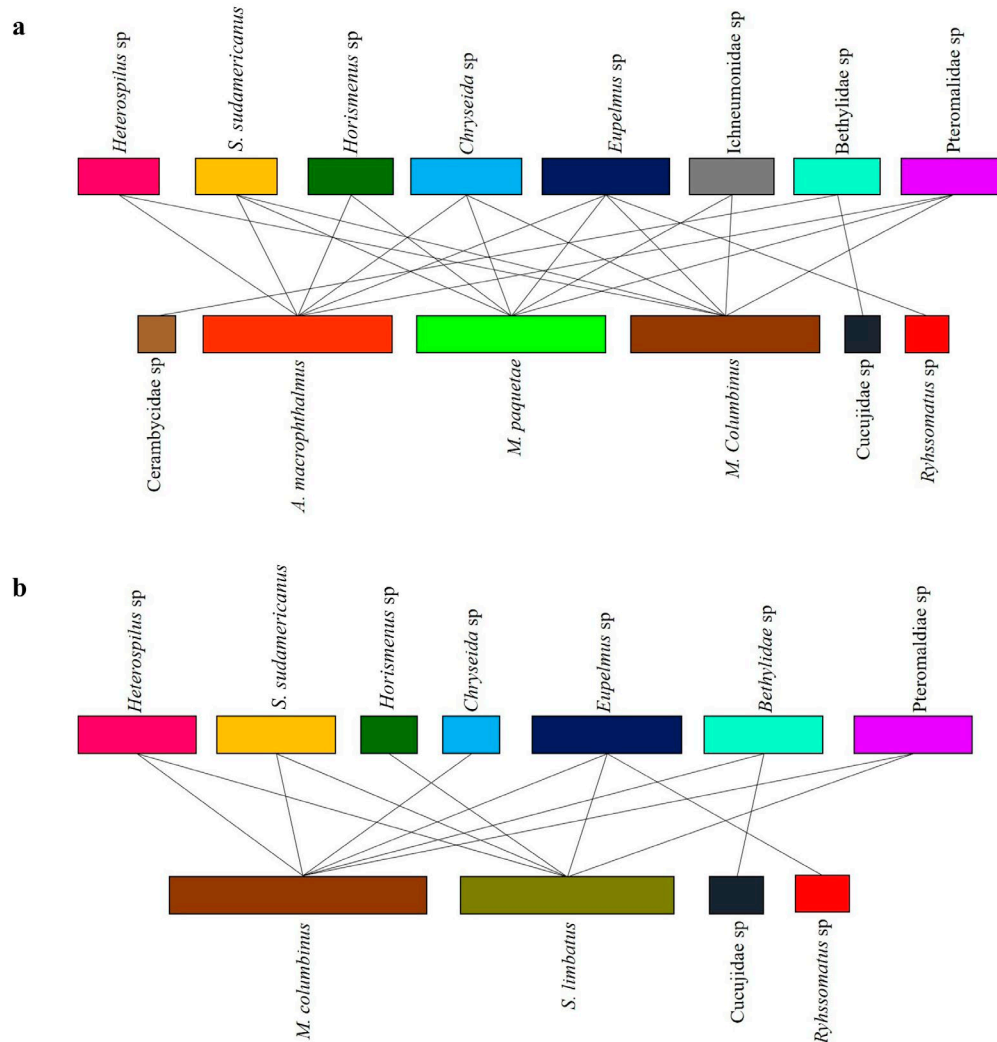 a
Heterospilus sp
S. sudamericanus
Horismenus sp
Chryseida sp
Eupelmus sp
Ichneumonidae sp
Bethylidae sp
Pteromalidae sp
Cerambycidae sp
A. macrophthalmus
M. paquetae
M. Columbinus
Cucujidae sp
Ryhssomatus sp
b
Heterospilus sp
S. sudamericanus
Horismenus sp
Chryseida sp
Eupelmus sp
Bethylidae sp
Pteromaldiae sp
M. columbinus
S. limbatus
Cucujidae sp
Ryhssomatus sp